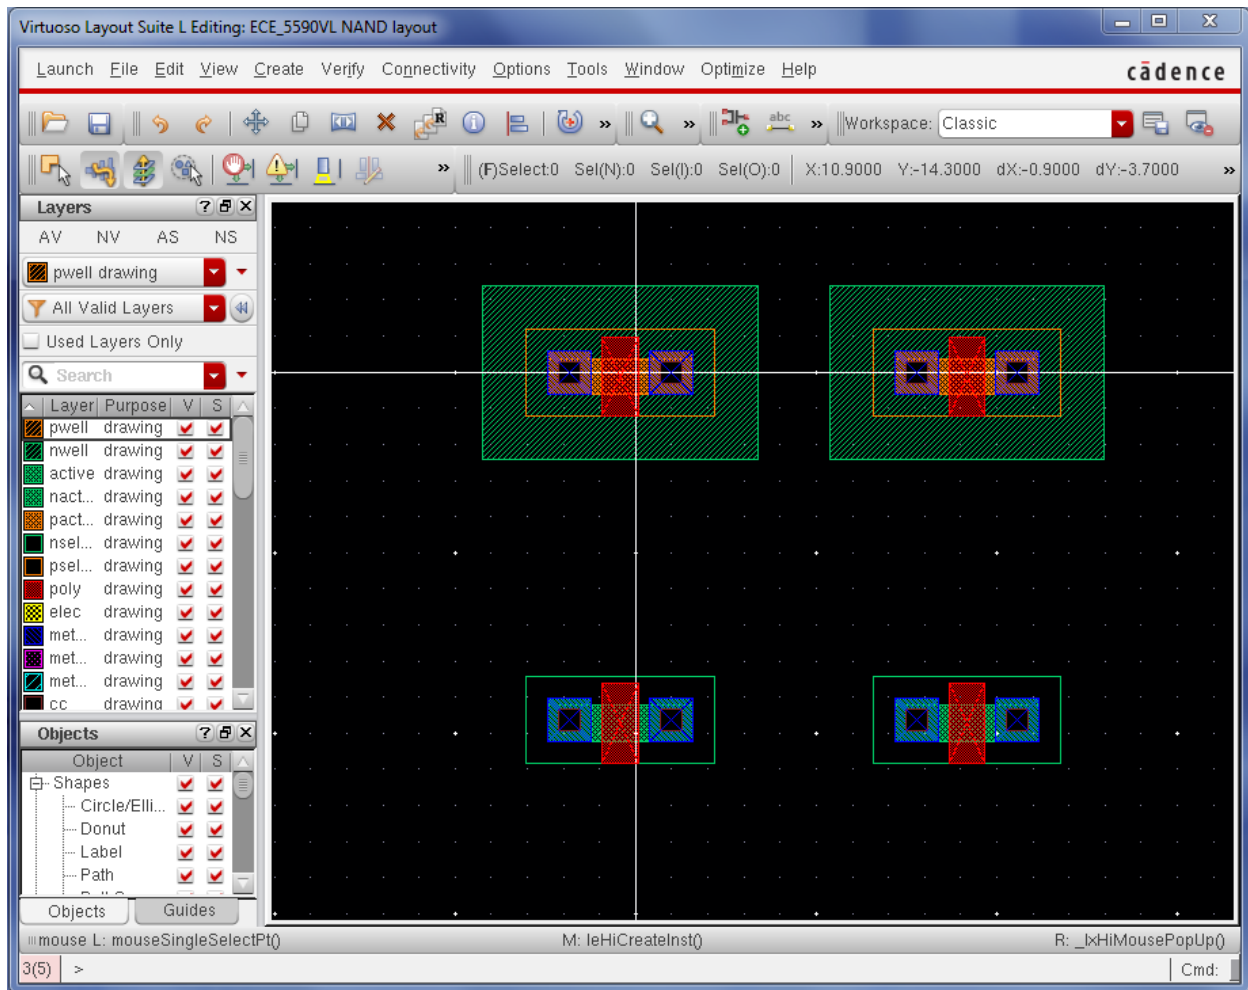 Virtuoso Layout Suite L Editing: ECE_5590VL NAND layout
Launch File Edit View Create Verify Connectivity Options Tools Window Optimize Help cādence
R abc » Workspace: Classic
» (F)Select:0 Sel(N):0 Sel(I):0 Sel(O):0 X:10.9000 Y:-14.3000 dX:-0.9000 dY:-3.7000 »
Layers
AV NV AS NS
pwell drawing
All Valid Layers
Used Layers Only
Search
Layer Purpose V S
pwell drawing
nwell drawing
active drawing
nact... drawing
pact... drawing
nsel... drawing
psel... drawing
poly drawing
elec drawing
met... drawing
met... drawing
met... drawing
cc drawing
Objects
Object V S
Shapes
Circle/Elli...
Donut
Label
Path
Objects Guides
mouse L: mouseSingleSelectPt() M: leHiCreateInst() R: _lxHiMousePopUp()
3(5) > Cmd: